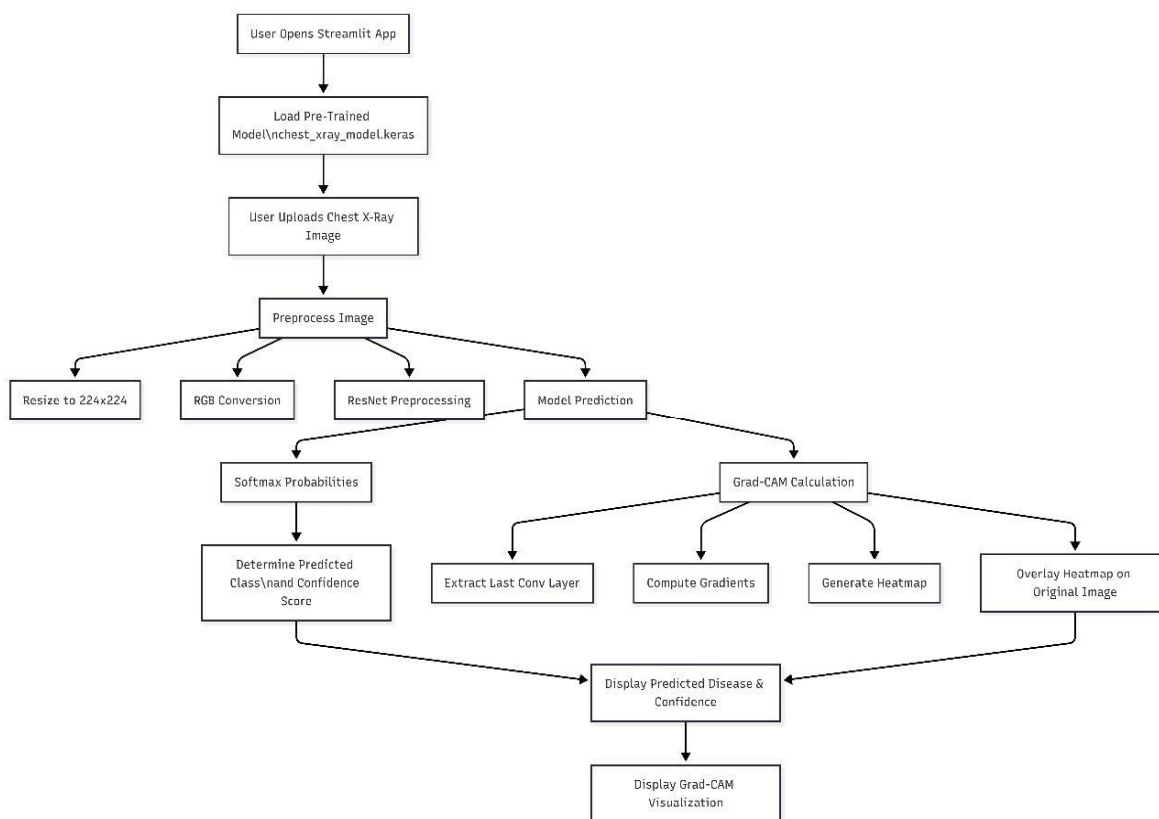 User Opens Streamlit App
Load Pre-Trained
Model\nchest_xray_model.keras
User Uploads Chest X-Ray
Image
Preprocess Image
Resize to 224x224
RGB Conversion
ResNet Preprocessing
Model Prediction
Softmax Probabilities
Grad-CAM Calculation
Determine Predicted
Class\nand Confidence
Score
Extract Last Conv Layer
Compute Gradients
Generate Heatmap
Overlay Heatmap on
Original Image
Display Predicted Disease &
Confidence
Display Grad-CAM
Visualization